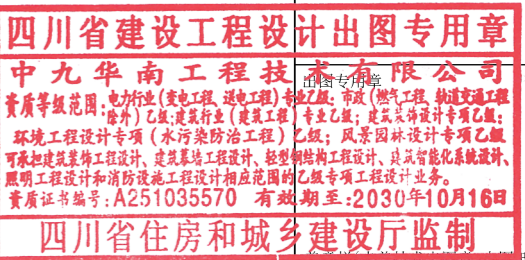 四川省建设工程设计出图专用章
中九华南工程技术有限公司
出图专用章
资质等级范围:电力行业(变电工程、送电工程)专业乙级;市政(燃气工程、轨道交通工程
除外)乙级;建筑行业(建筑工程)专业乙级;建筑装饰设计专项乙级;
环境工程设计专项(水污染防治工程)乙级;风景园林设计专项乙级
可承担建筑装饰工程设计、建筑幕墙工程设计、轻型钢结构工程设计、建筑智能化系统设计、
照明工程设计和消防设施工程设计相应范围的乙级专项工程设计业务。
资质证书编号:A251035570 有效期至:2030年10月16日
四川省住房和城乡建设厅监制